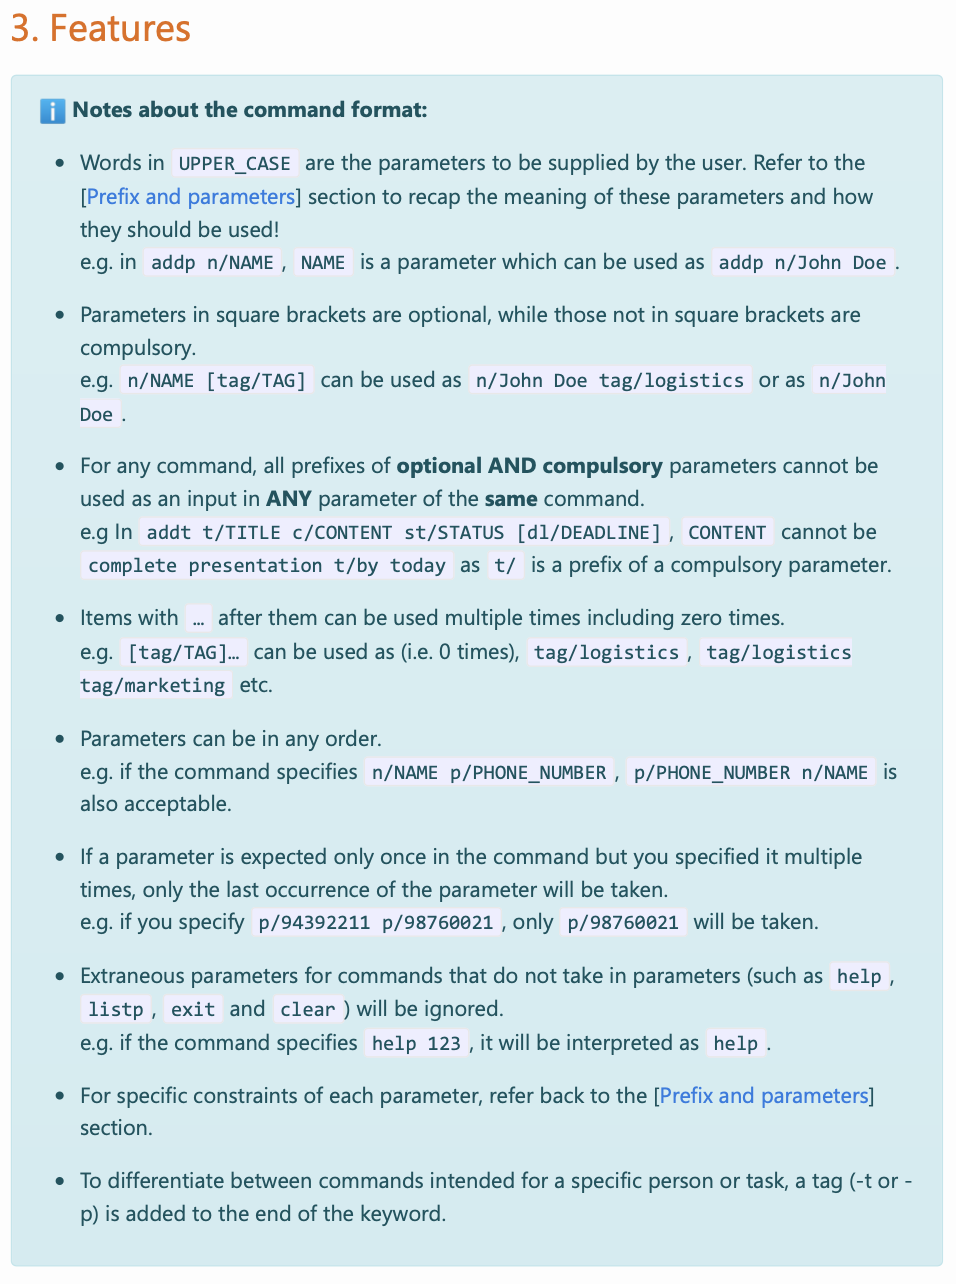 3. Features
ℹ️ Notes about the command format:
• Words in UPPER_CASE are the parameters to be supplied by the user. Refer to the
[Prefix and parameters] section to recap the meaning of these parameters and how
they should be used!
e.g. in addp n/NAME, NAME is a parameter which can be used as addp n/John Doe.
• Parameters in square brackets are optional, while those not in square brackets are
compulsory.
e.g. n/NAME [tag/TAG] can be used as n/John Doe tag/logistics or as n/John
Doe.
• For any command, all prefixes of optional AND compulsory parameters cannot be
used as an input in ANY parameter of the same command.
e.g In addt t/TITLE c/CONTENT st/STATUS [dl/DEADLINE], CONTENT cannot be
complete presentation t/by today as t/ is a prefix of a compulsory parameter.
• Items with … after them can be used multiple times including zero times.
e.g. [tag/TAG]… can be used as (i.e. 0 times), tag/logistics, tag/logistics
tag/marketing etc.
• Parameters can be in any order.
e.g. if the command specifies n/NAME p/PHONE_NUMBER, p/PHONE_NUMBER n/NAME is
also acceptable.
• If a parameter is expected only once in the command but you specified it multiple
times, only the last occurrence of the parameter will be taken.
e.g. if you specify p/94392211 p/98760021, only p/98760021 will be taken.
• Extraneous parameters for commands that do not take in parameters (such as help,
listp, exit and clear) will be ignored.
e.g. if the command specifies help 123, it will be interpreted as help.
• For specific constraints of each parameter, refer back to the [Prefix and parameters]
section.
• To differentiate between commands intended for a specific person or task, a tag (-t or -
p) is added to the end of the keyword.